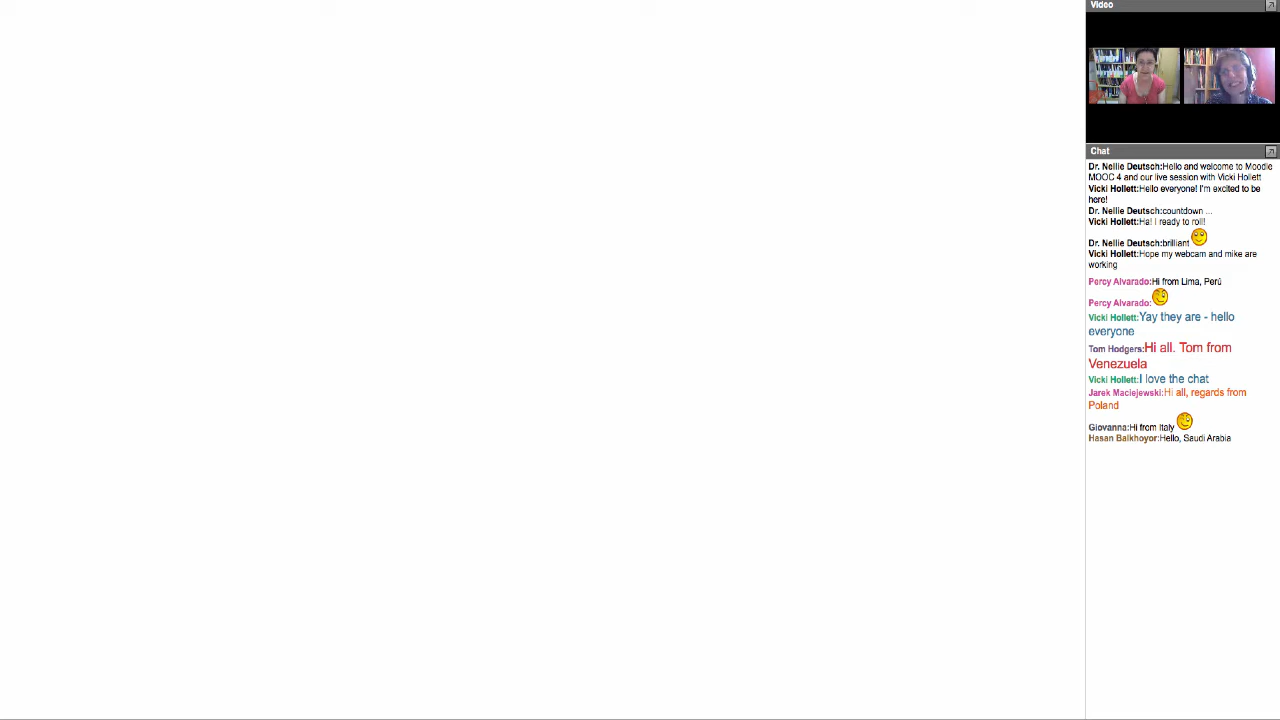 Video
Chat
Dr. Nellie Deutsch:Hello and welcome to Moodle
MOOC 4 and our live session with Vicki Hollett
Vicki Hollett:Hello everyone! I'm excited to be
here!
Dr. Nellie Deutsch:countdown ...
Vicki Hollett:Ha! I ready to roll!
Dr. Nellie Deutsch:brilliant
Vicki Hollett:Hope my webcam and mike are
working
Percy Alvarado:Hi from Lima, Perú
Percy Alvarado:
Vicki Hollett:Yay they are - hello
everyone
Tom Hodgers:Hi all. Tom from
Venezuela
Vicki Hollett:I love the chat
Jarek Maciejewski:Hi all, regards from
Poland
Giovanna:Hi from Italy
Hasan Balkhoyor:Hello, Saudi Arabia